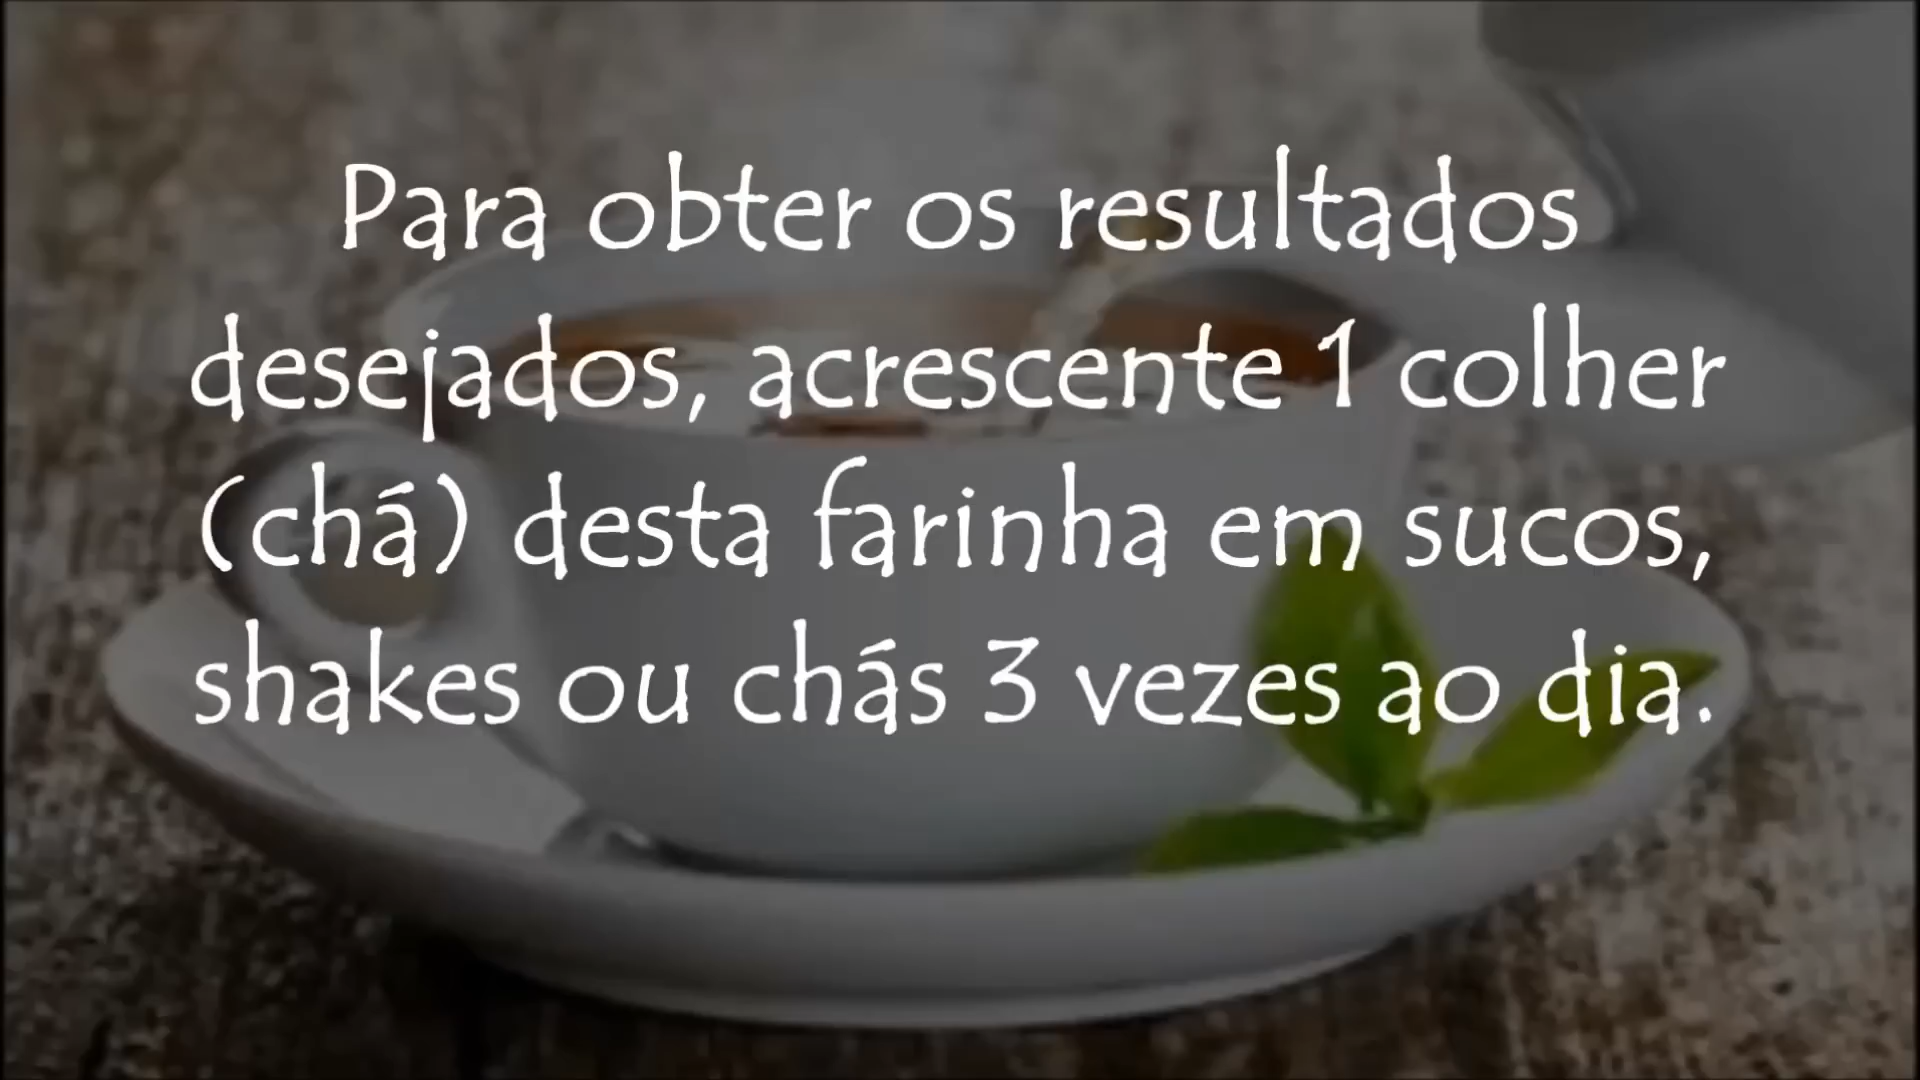 Para obter os resultados
desejados, acrescente 1 colher
(chá) desta farinha em sucos,
shakes ou chás 3 vezes ao dia.